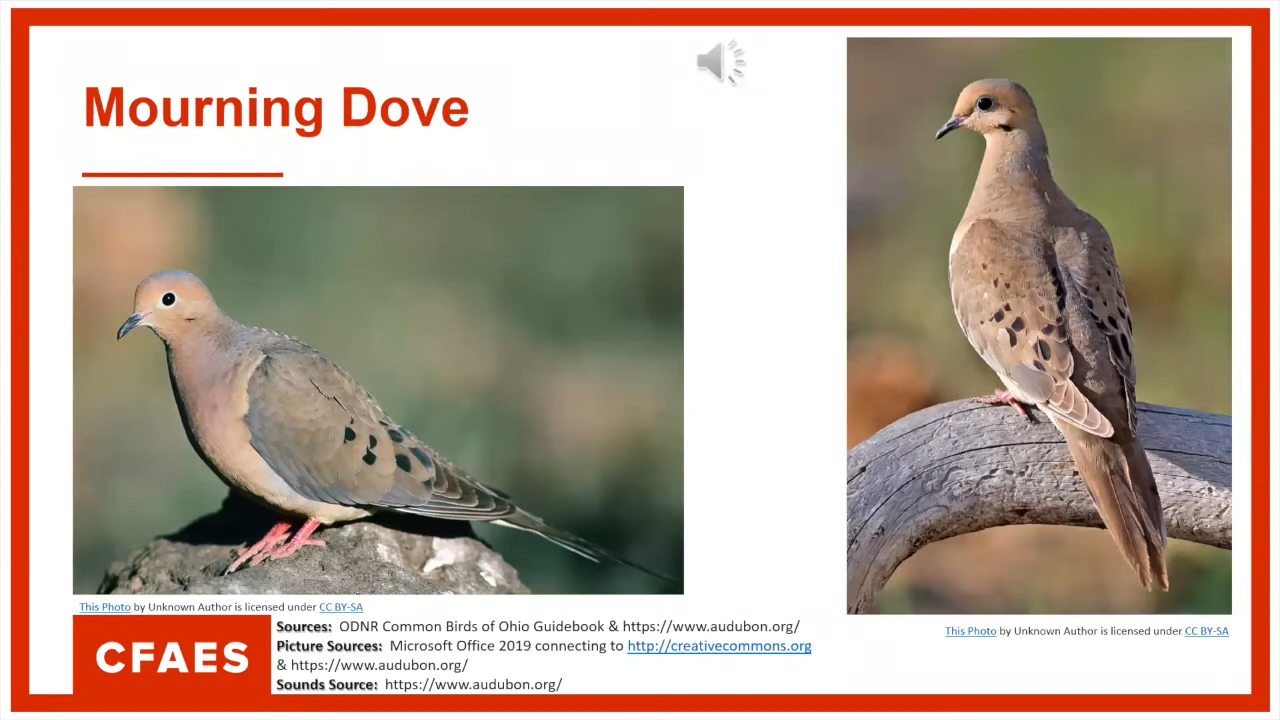 Mourning Dove
This Photo by Unknown Author is licensed under CC BY-SA
This Photo by Unknown Author is licensed under CC BY-SA
CFAES
Sources: ODNR Common Birds of Ohio Guidebook & https://www.audubon.org/
Picture Sources: Microsoft Office 2019 connecting to http://creativecommons.org
& https://www.audubon.org/
Sounds Source: https://www.audubon.org/